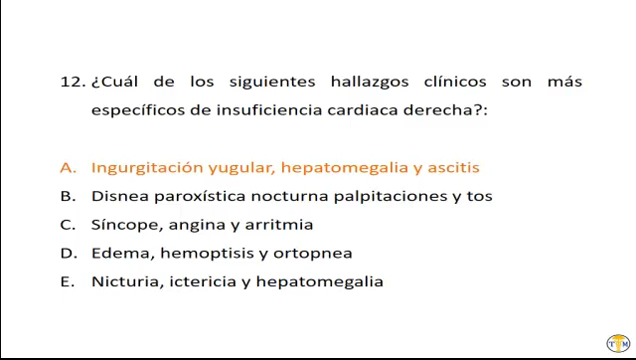 12. ¿Cuál de los siguientes hallazgos clínicos son más
específicos de insuficiencia cardiaca derecha?:
A. Ingurgitación yugular, hepatomegalia y ascitis
B. Disnea paroxística nocturna palpitaciones y tos
C. Síncope, angina y arritmia
D. Edema, hemoptisis y ortopnea
E. Nicturia, ictericia y hepatomegalia
T M